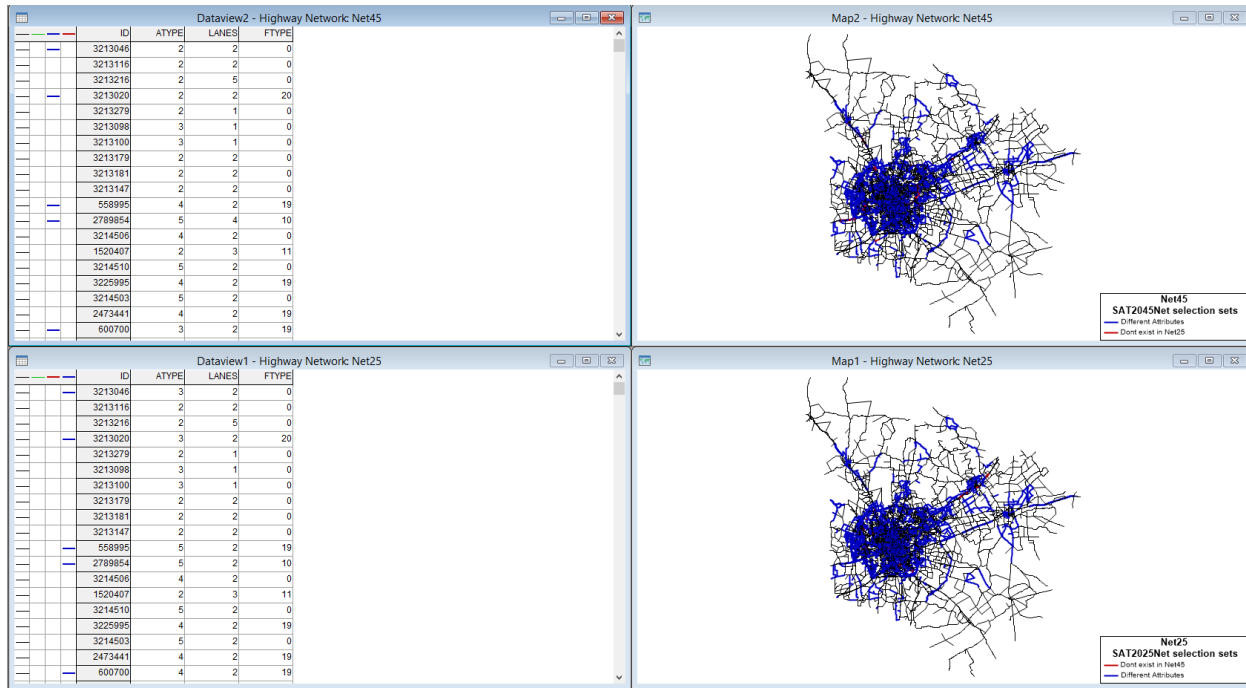 Dataview2 - Highway Network: Net45
ID ATYPE LANES FTYPE
3213046 2 2 0
3213116 2 2 0
3213216 2 5 0
3213020 2 2 20
3213279 2 1 0
3213098 3 1 0
3213100 3 1 0
3213179 2 2 0
3213181 2 2 0
3213147 2 2 0
558995 4 2 19
2789854 5 4 10
3214506 4 2 0
1520407 2 3 11
3214510 5 2 0
3225995 4 2 19
3214503 5 2 0
2473441 4 2 19
600700 3 2 19
Map2 - Highway Network: Net45
Net45
SAT2045Net selection sets
Different Attributes
Dont exist in Net25
Dataview1 - Highway Network: Net25
ID ATYPE LANES FTYPE
3213046 3 2 0
3213116 2 2 0
3213216 2 5 0
3213020 3 2 20
3213279 2 1 0
3213098 3 1 0
3213100 3 1 0
3213179 2 2 0
3213181 2 2 0
3213147 2 2 0
558995 5 2 19
2789854 5 2 10
3214506 4 2 0
1520407 2 3 11
3214510 5 2 0
3225995 4 2 19
3214503 5 2 0
2473441 4 2 19
600700 4 2 19
Map1 - Highway Network: Net25
Net25
SAT2025Net selection sets
Dont exist in Net45
Different Attributes